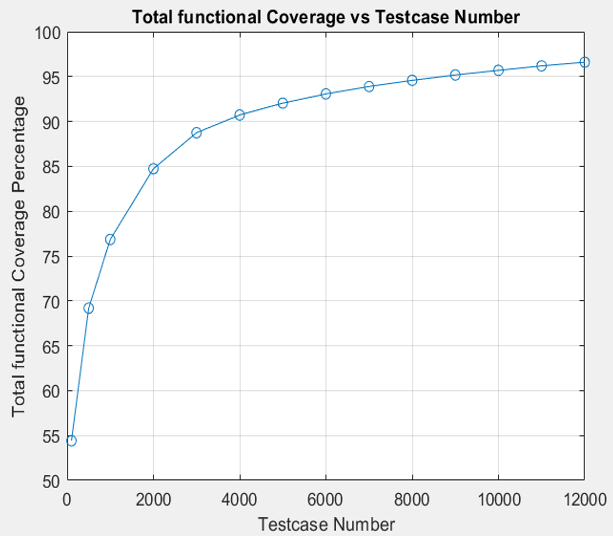 Total functional Coverage vs Testcase Number
Total functional Coverage Percentage
100
95
90
85
80
75
70
65
60
55
50
0 2000 4000 6000 8000 10000 12000
Testcase Number